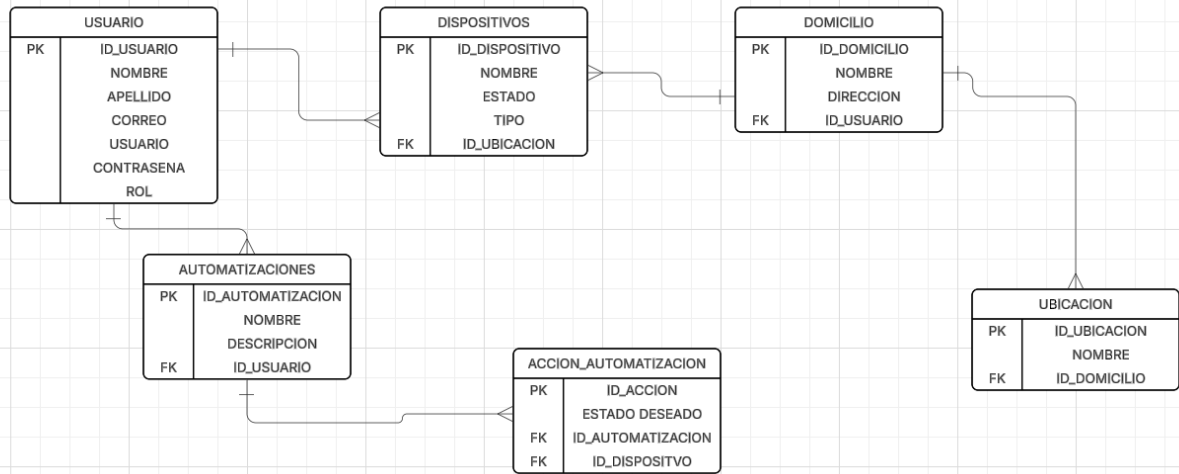 USUARIO
PK ID_USUARIO
NOMBRE
APELLIDO
CORREO
USUARIO
CONTRASENA
ROL
DISPOSITIVOS
PK ID_DISPOSITIVO
NOMBRE
ESTADO
TIPO
FK ID_UBICACION
DOMICILIO
PK ID_DOMICILIO
NOMBRE
DIRECCION
FK ID_USUARIO
AUTOMATIZACIONES
PK ID_AUTOMATIZACION
NOMBRE
DESCRIPCION
FK ID_USUARIO
ACCION_AUTOMATIZACION
PK ID_ACCION
ESTADO DESEADO
FK ID_AUTOMATIZACION
FK ID_DISPOSITVO
UBICACION
PK ID_UBICACION
NOMBRE
FK ID_DOMICILIO